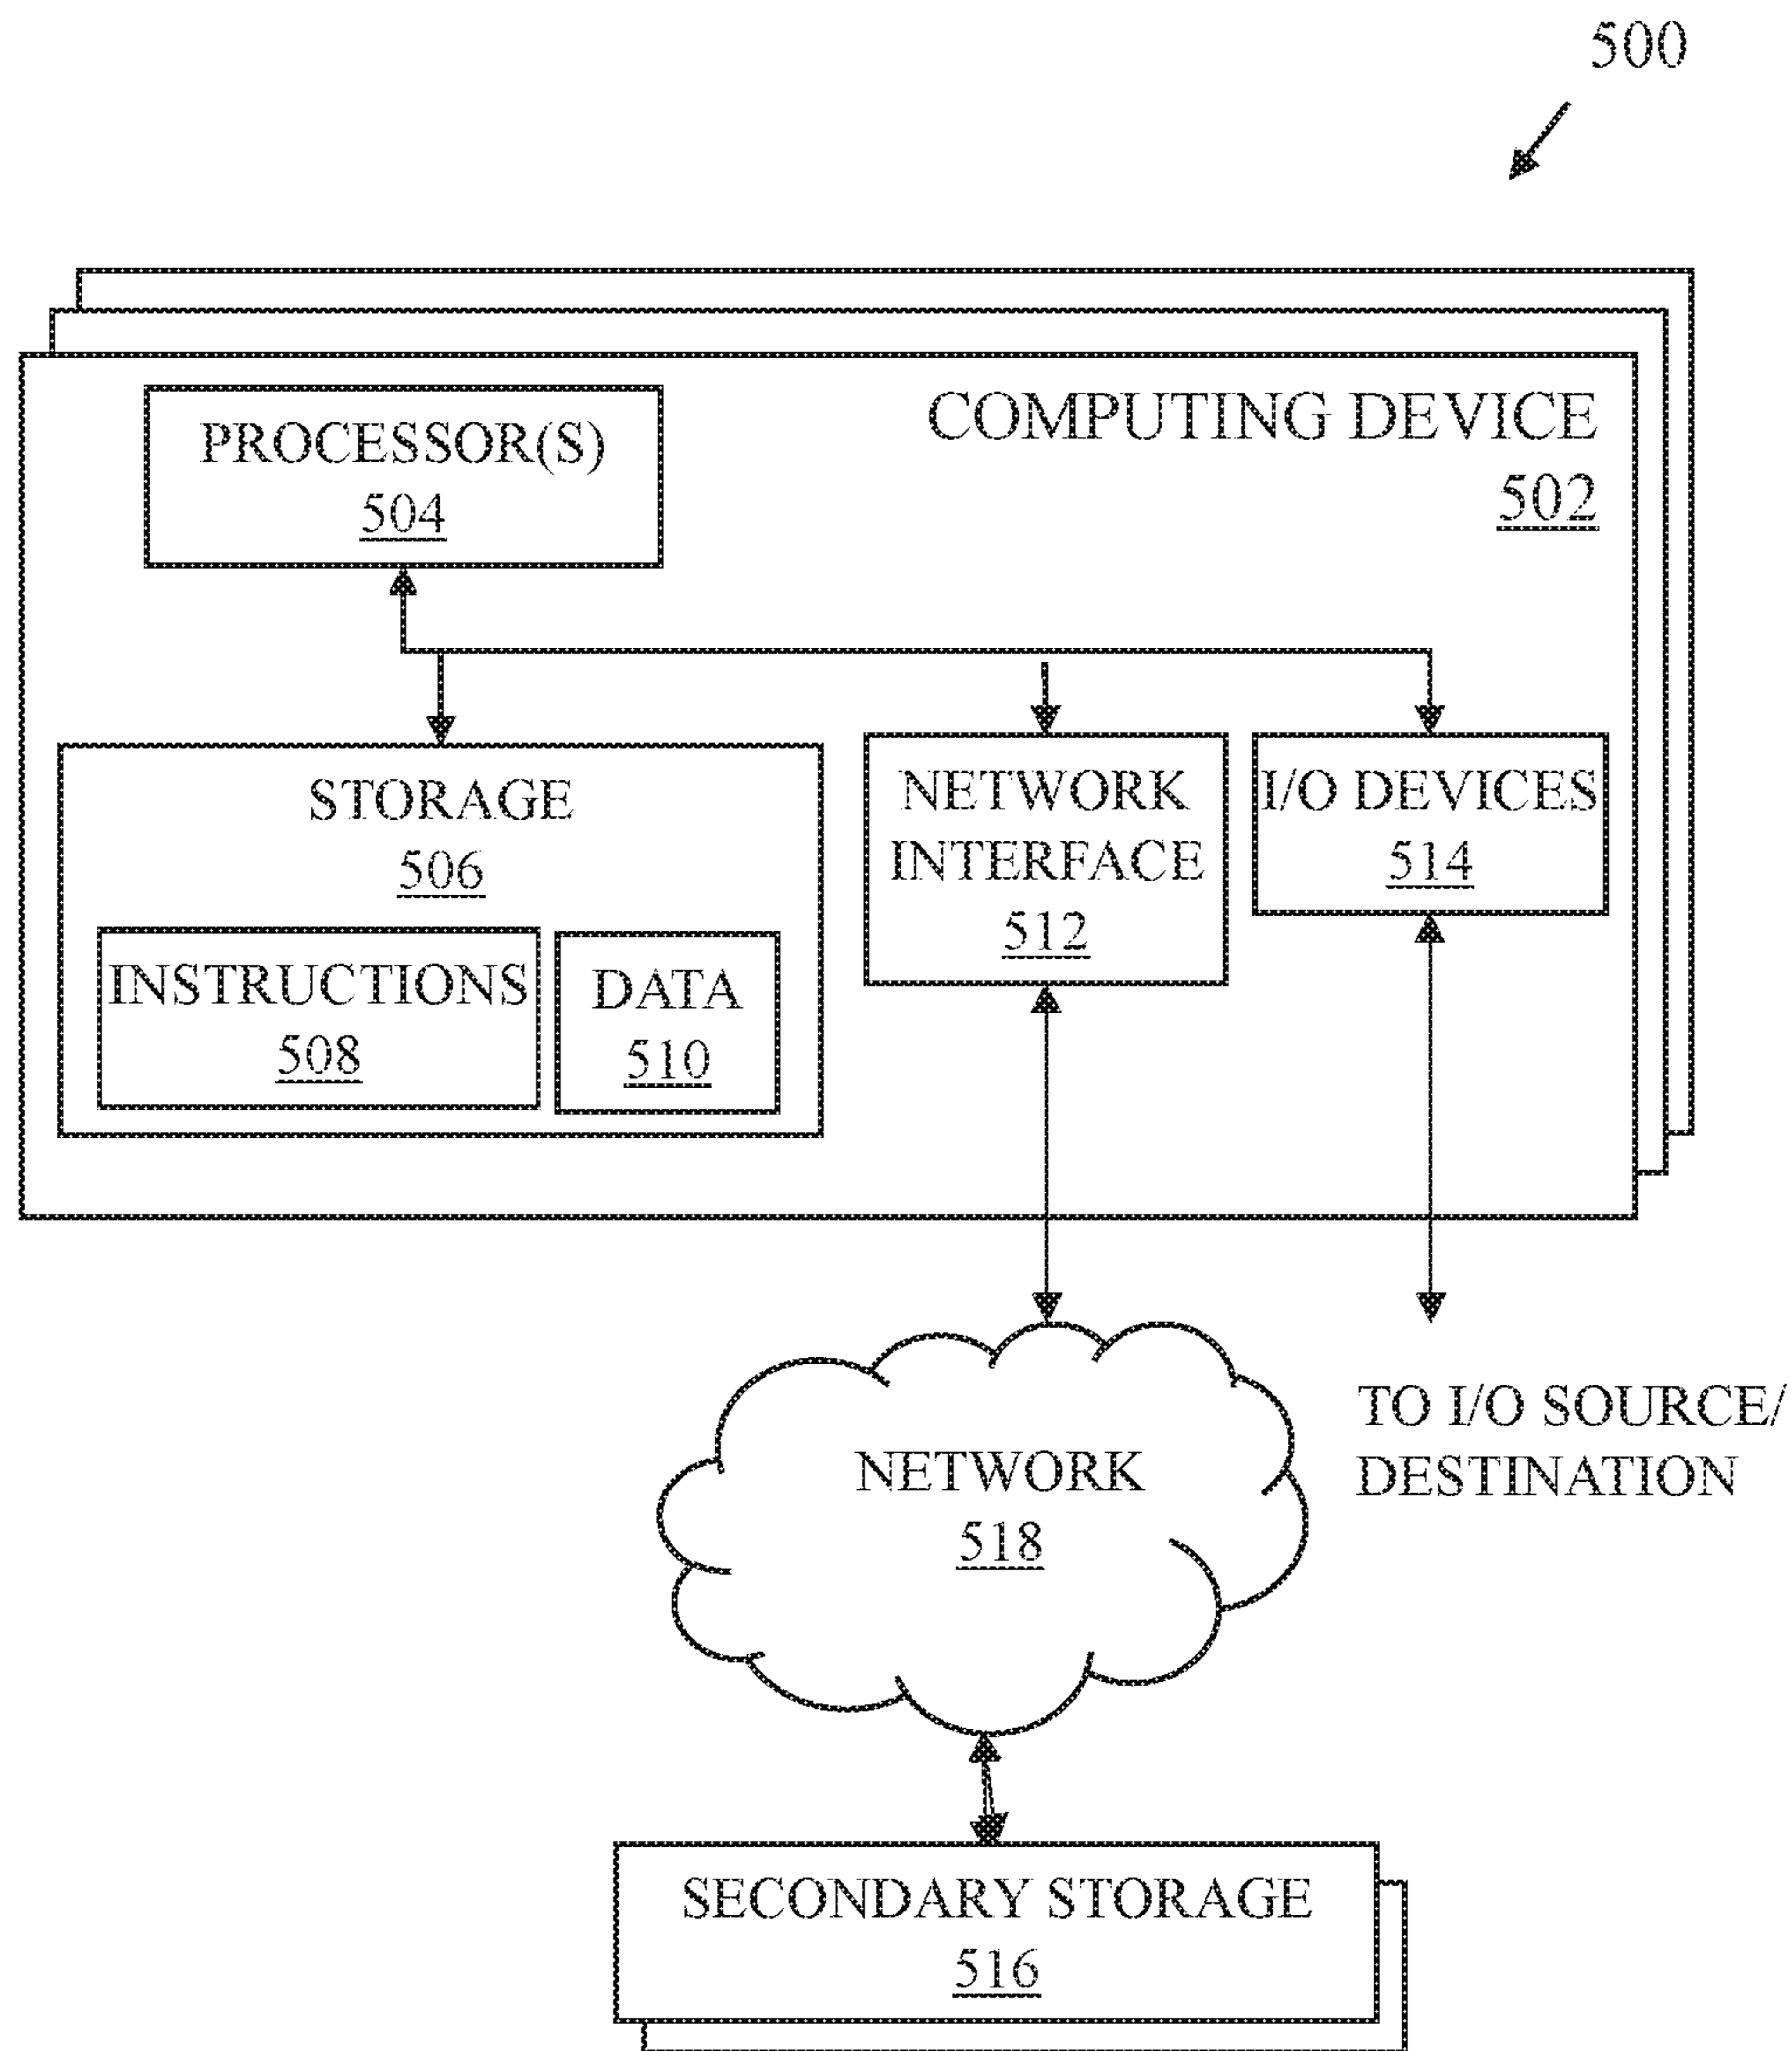 500
COMPUTING DEVICE
502
PROCESSOR(S)
504
STORAGE
506
INSTRUCTIONS
508
DATA
510
NETWORK
INTERFACE
512
I/O DEVICES
514
TO I/O SOURCE/
DESTINATION
NETWORK
518
SECONDARY STORAGE
516